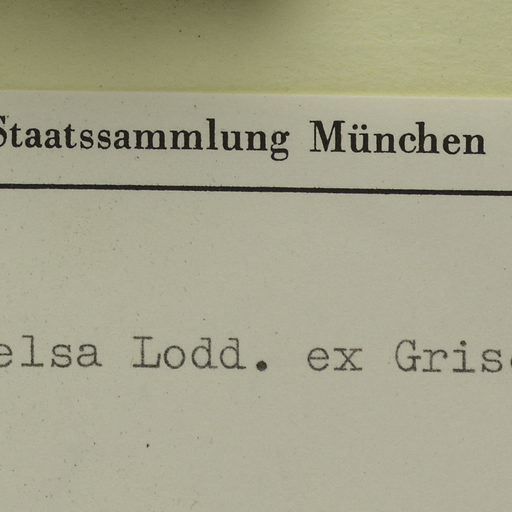 Staatssammlung München
elsa Lodd. ex Gris